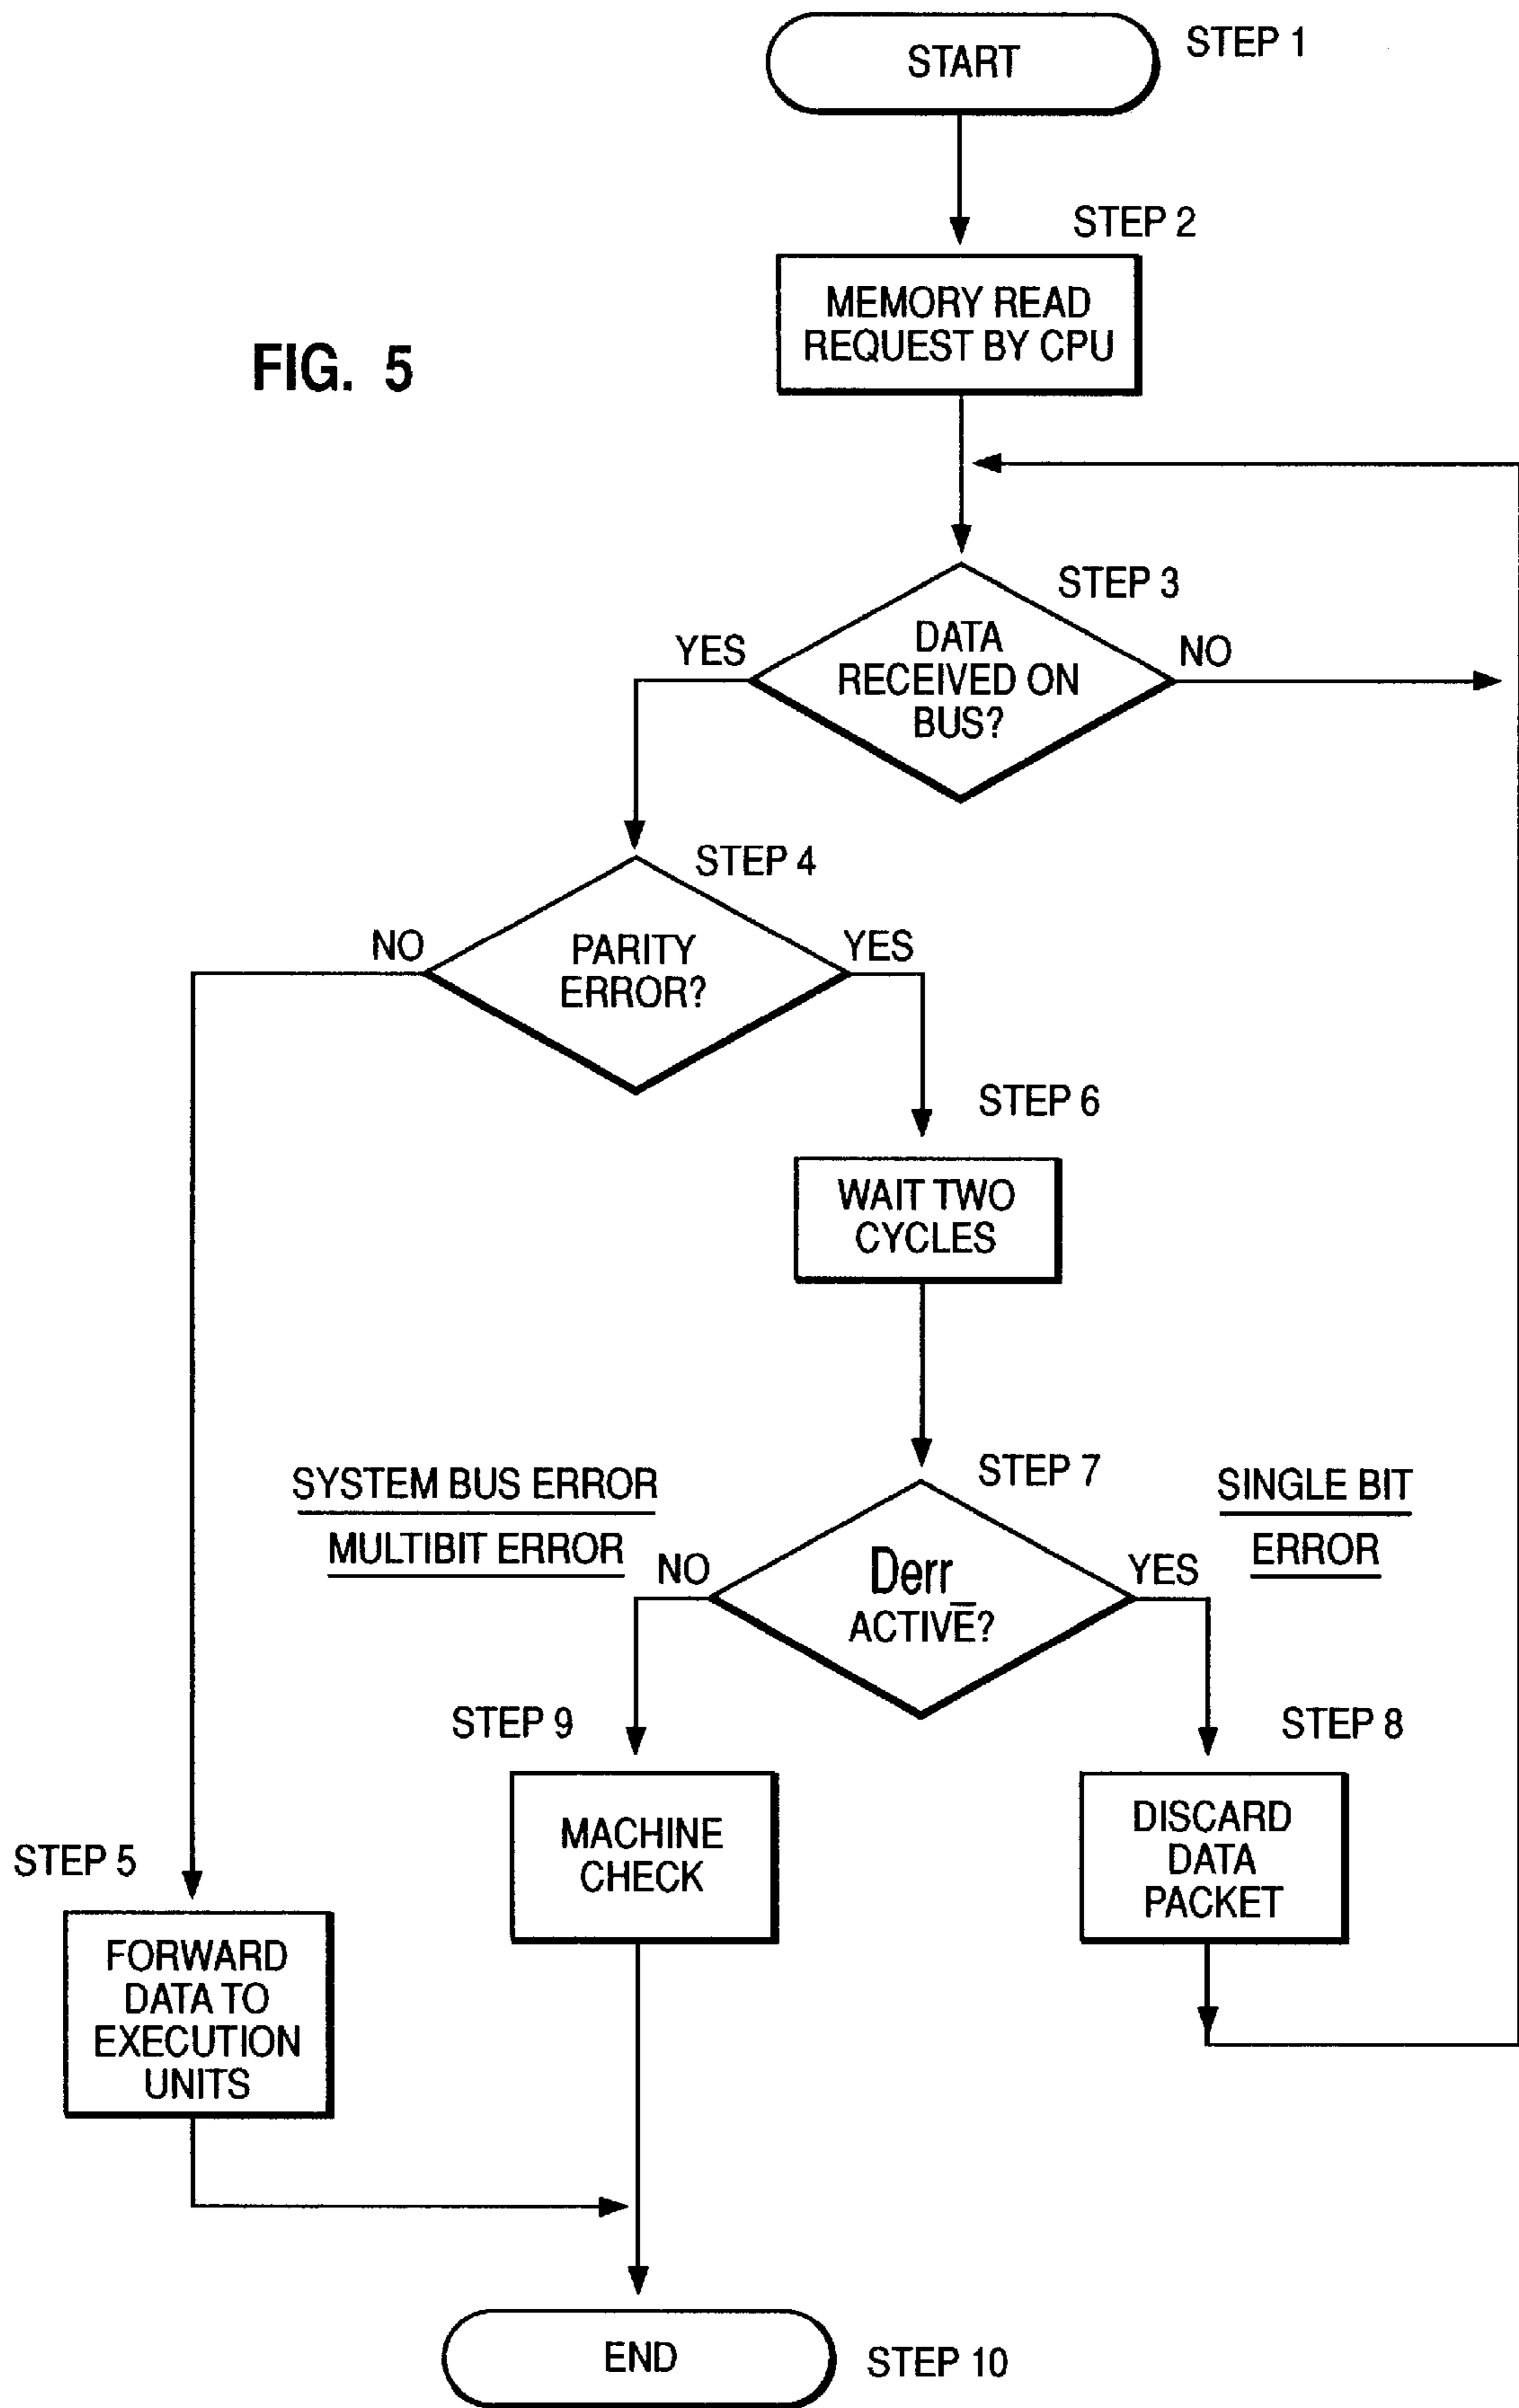 START
STEP 1
STEP 2
MEMORY READ
REQUEST BY CPU
FIG. 5
STEP 3
YES
DATA
RECEIVED ON
BUS?
NO
STEP 4
NO
PARITY
ERROR?
YES
STEP 6
WAIT TWO
CYCLES
STEP 7
SYSTEM BUS ERROR
MULTIBIT ERROR
SINGLE BIT
ERROR
NO
Derr_
ACTIVE?
YES
STEP 9
STEP 8
MACHINE
CHECK
DISCARD
DATA
PACKET
STEP 5
FORWARD
DATA TO
EXECUTION
UNITS
END
STEP 10